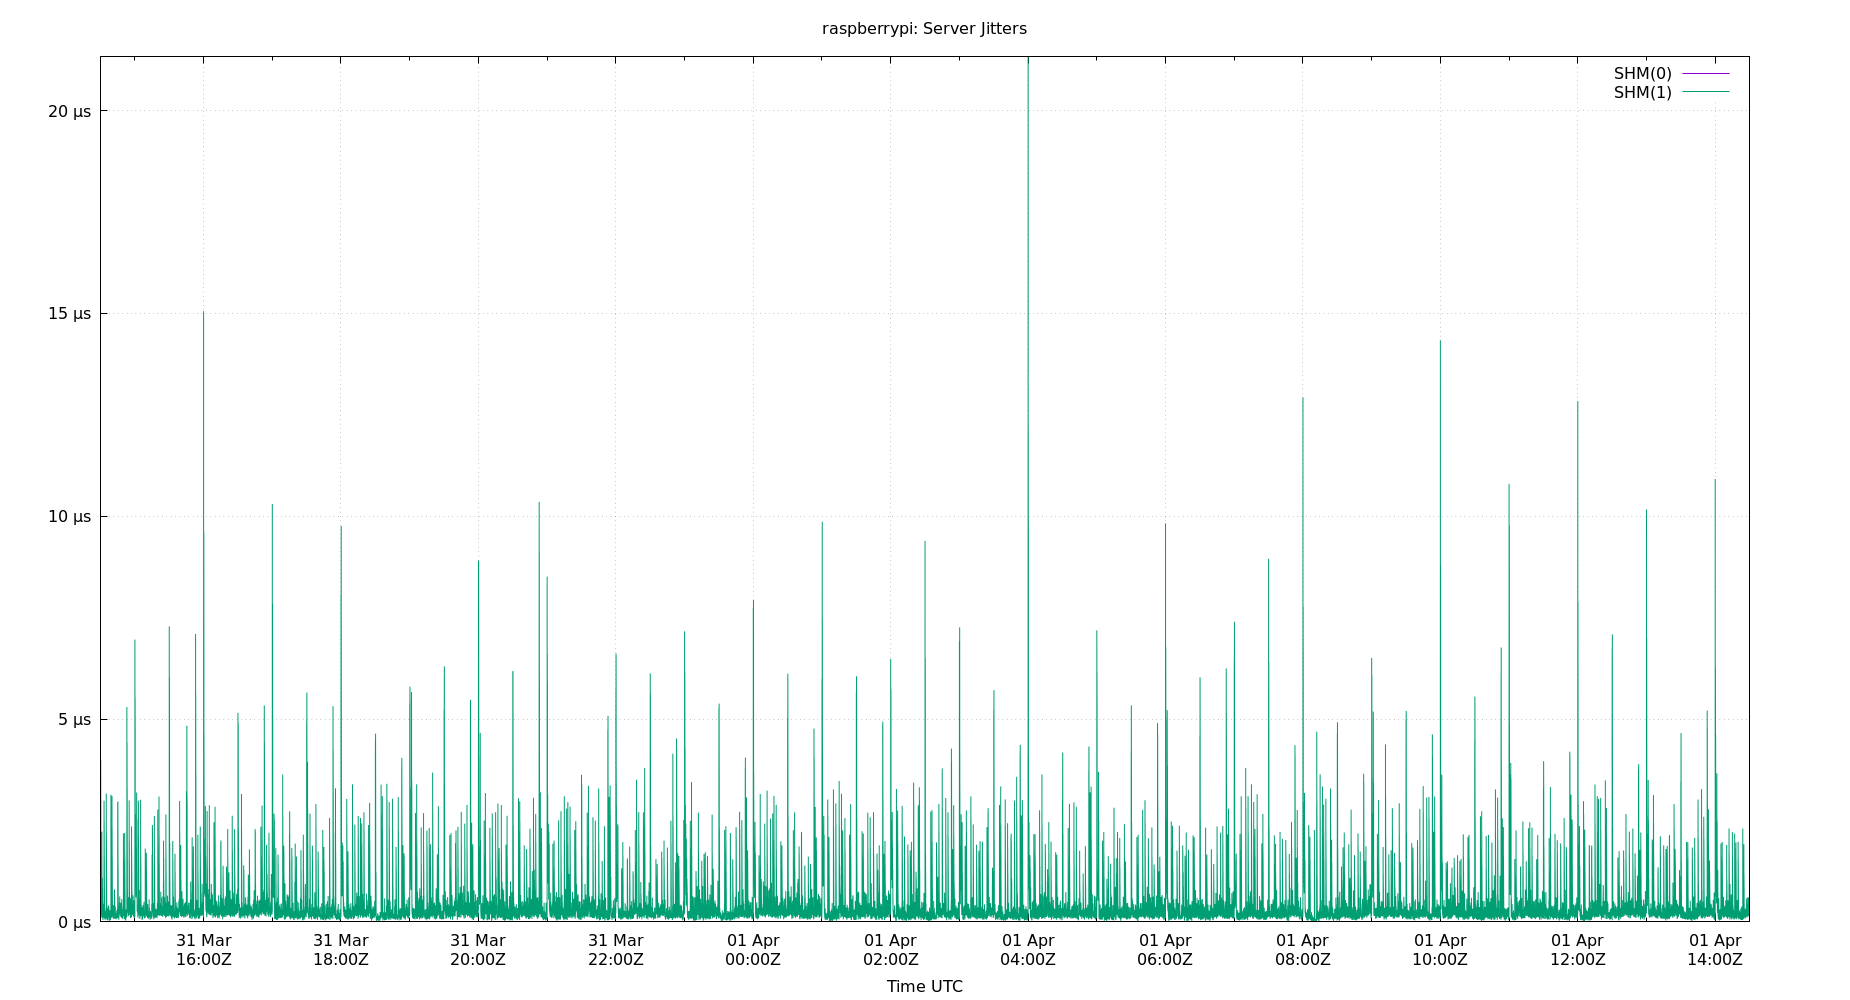 raspberrypi: Server Jitters
SHM(0)
SHM(1)
20 μs
15 μs
10 μs
5 μs
0 μs
31 Mar 31 Mar 31 Mar 31 Mar 01 Apr 01 Apr 01 Apr 01 Apr 01 Apr 01 Apr 01 Apr 01 Apr
16:00Z 18:00Z 20:00Z 22:00Z 00:00Z 02:00Z 04:00Z 06:00Z 08:00Z 10:00Z 12:00Z 14:00Z
Time UTC